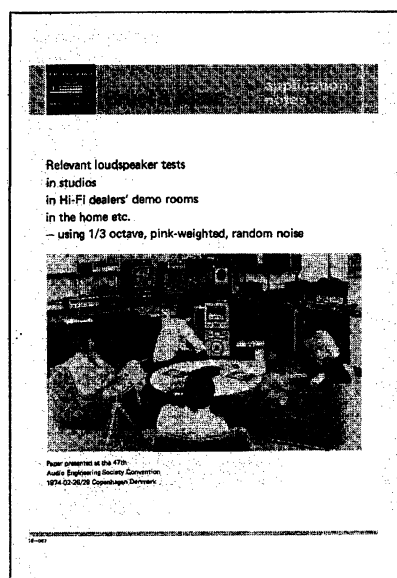 application
notes
Relevant loudspeaker tests
in studios
in Hi-Fi dealers' demo rooms
in the home etc.
– using 1/3 octave, pink-weighted, random noise
Paper presented at the 47th
Audio Engineering Society Convention
1974-02-26/29 Copenhagen Denmark